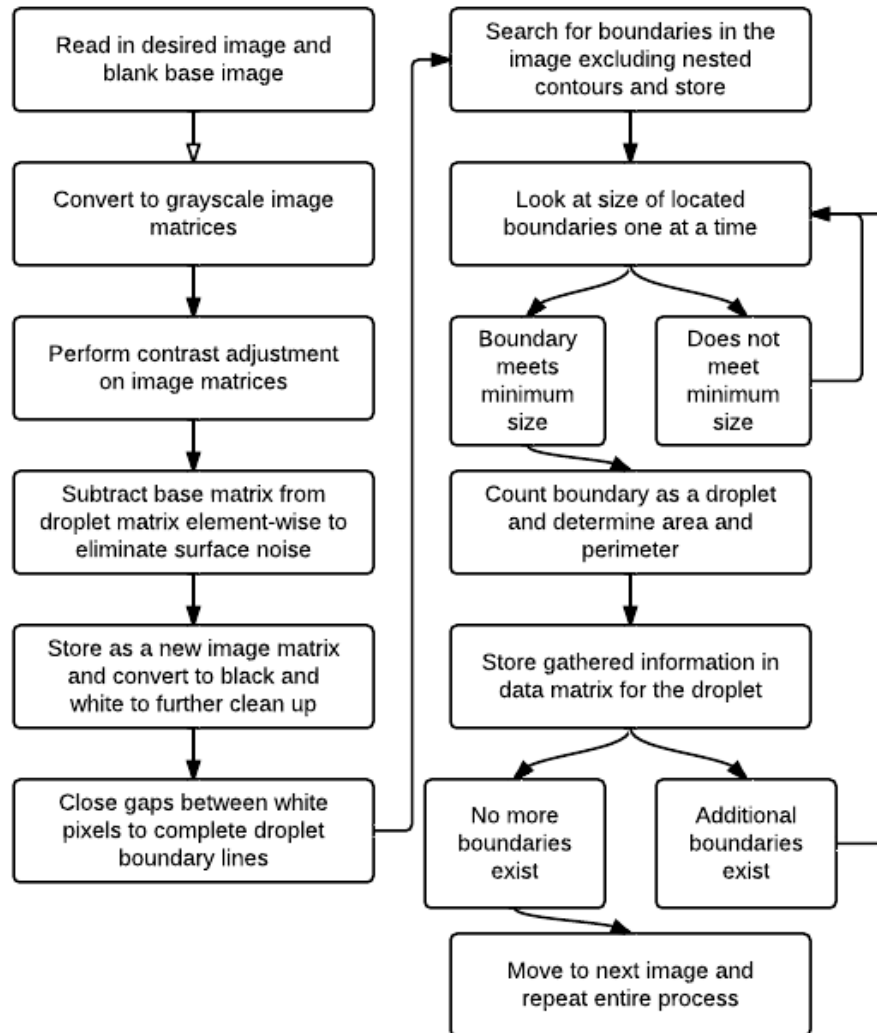 Read in desired image and
blank base image
Convert to grayscale image
matrices
Perform contrast adjustment
on image matrices
Subtract base matrix from
droplet matrix element-wise to
eliminate surface noise
Store as a new image matrix
and convert to black and
white to further clean up
Close gaps between white
pixels to complete droplet
boundary lines
Search for boundaries in the
image excluding nested
contours and store
Look at size of located
boundaries one at a time
Boundary
meets
minimum
size
Does not
meet
minimum
size
Count boundary as a droplet
and determine area and
perimeter
Store gathered information in
data matrix for the droplet
No more
boundaries
exist
Additional
boundaries
exist
Move to next image and
repeat entire process